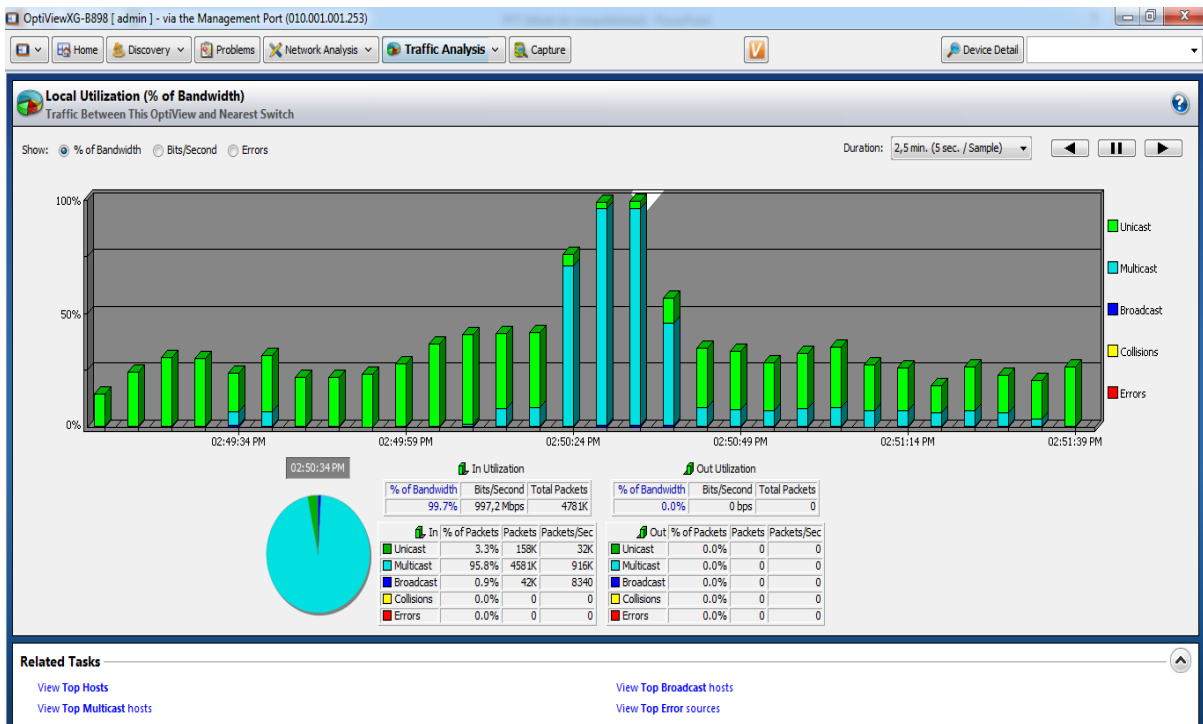 OptiViewXG-B898 [ admin ] - via the Management Port (010.001.001.253)
Home Discovery Problems Network Analysis Traffic Analysis Capture V Device Detail
Local Utilization (% of Bandwidth)
Traffic Between This OptiView and Nearest Switch
?
Show: % of Bandwidth Bits/Second Errors Duration: 2,5 min. (5 sec. / Sample)
100%
Unicast
Multicast
50%
Broadcast
Collisions
Errors
0%
02:49:34 PM 02:49:59 PM 02:50:24 PM 02:50:49 PM 02:51:14 PM 02:51:39 PM
02:50:34 PM
In Utilization
% of Bandwidth Bits/Second Total Packets
99.7% 997,2 Mbps 4781K
In % of Packets Packets Packets/Sec
Unicast 3.3% 158K 32K
Multicast 95.8% 4581K 916K
Broadcast 0.9% 42K 8340
Collisions 0.0% 0 0
Errors 0.0% 0 0
Out Utilization
% of Bandwidth Bits/Second Total Packets
0.0% 0 bps 0
Out % of Packets Packets Packets/Sec
Unicast 0.0% 0 0
Multicast 0.0% 0 0
Broadcast 0.0% 0 0
Collisions 0.0% 0 0
Errors 0.0% 0 0
Related Tasks
View Top Hosts
View Top Multicast hosts
View Top Broadcast hosts
View Top Error sources